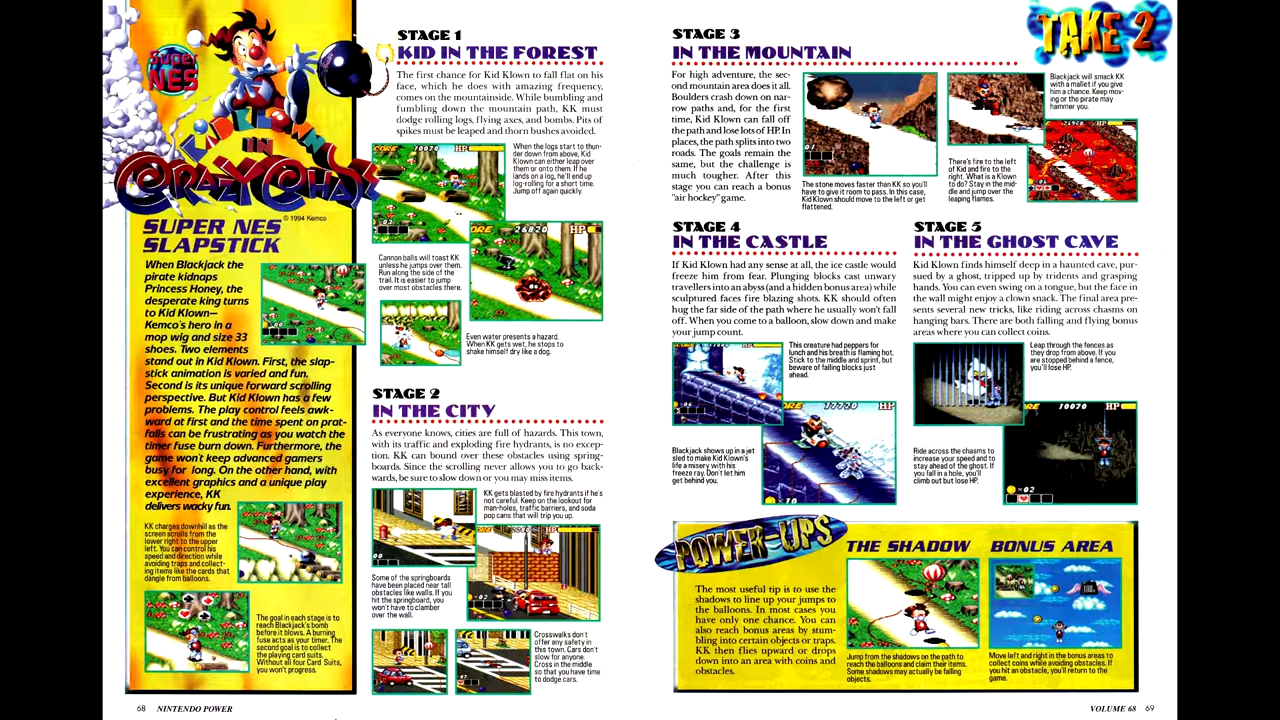 Super
NES
KID KLOWN
IN
CRAZY CHASE
© 1994 Kemco
SUPER NES
SLAPSTICK
When Blackjack the
pirate kidnaps
Princess Honey, the
desperate king turns
to Kid Klown—
Kemco's hero in a
mop wig and size 33
shoes. Two elements
stand out in Kid Klown. First, the slap-
stick animation is varied and fun.
Second is its unique forward scrolling
perspective. But Kid Klown has a few
problems. The play control feels awk-
ward at first and the time spent on prat-
falls can be frustrating as you watch the
timer fuse burn down. Furthermore, the
game won't keep advanced gamers
busy for long. On the other hand, with
excellent graphics and a unique play
experience, KK
delivers wacky fun.
KK charges downhill as the
screen scrolls from the
lower right to the upper
left. You can control his
speed and direction while
avoiding traps and collect-
ing items like the cards that
dangle from balloons.
The goal in each stage is to
reach Blackjack's bomb
before it blows. A burning
fuse acts as your timer. The
second goal is to collect
the playing card suits.
Without all four Card Suits,
you won't progress.
STAGE 1
KID IN THE FOREST
The first chance for Kid Klown to fall flat on his
face, which he does with amazing frequency,
comes on the mountainside. While bumbling and
fumbling down the mountain path, KK must
dodge rolling logs, flying axes, and bombs. Pits of
spikes must be leaped and thorn bushes avoided.
When the logs start to thun-
der down from above, Kid
Klown can either leap over
them or onto them. If he
lands on a log, he'll end up
log-rolling for a short time.
Jump off again quickly.
Cannon balls will toast KK
unless he jumps over them.
Run along the side of the
trail. It is easier to jump
over most obstacles there.
Even water presents a hazard.
When KK gets wet, he stops to
shake himself dry like a dog.
STAGE 2
IN THE CITY
As everyone knows, cities are full of hazards. This town,
with its traffic and exploding fire hydrants, is no excep-
tion. KK can bound over these obstacles using spring-
boards. Since the scrolling never allows you to go back-
wards, be sure to slow down or you may miss items.
KK gets blasted by fire hydrants if he's
not careful. Keep on the lookout for
man-holes, traffic barriers, and soda
pop cans that will trip you up.
Some of the springboards
have been placed near tall
obstacles like walls. If you
hit the springboard, you
won't have to clamber
over the wall.
Crosswalks don't
offer any safety in
this town. Cars don't
slow for anyone.
Cross in the middle
so that you have time
to dodge cars.
68 NINTENDO POWER
TAKE 2
STAGE 3
IN THE MOUNTAIN
For high adventure, the sec-
ond mountain area does it all.
Boulders crash down on nar-
row paths and, for the first
time, Kid Klown can fall off
the path and lose lots of HP. In
places, the path splits into two
roads. The goals remain the
same, but the challenge is
much tougher. After this
stage you can reach a bonus
"air hockey" game.
The stone moves faster than KK so you'll
have to give it room to pass. In this case,
Kid Klown should move to the left or get
flattened.
Blackjack will smack KK
with a mallet if you give
him a chance. Keep mov-
ing or the pirate may
hammer you.
There's fire to the left
of Kid and fire to the
right. What is a Klown
to do? Stay in the mid-
dle and jump over the
leaping flames.
STAGE 4
IN THE CASTLE
If Kid Klown had any sense at all, the ice castle would
freeze him from fear. Plunging blocks cast unwary
travellers into an abyss (and a hidden bonus area) while
sculptured faces fire blazing shots. KK should often
hug the far side of the path where he usually won't fall
off. When you come to a balloon, slow down and make
your jump count.
This creature had peppers for
lunch and his breath is flaming hot.
Stick to the middle and sprint, but
beware of falling blocks just
ahead.
Blackjack shows up in a jet
sled to make Kid Klown's
life a misery with his
freeze ray. Don't let him
get behind you.
STAGE 5
IN THE GHOST CAVE
Kid Klown finds himself deep in a haunted cave, pur-
sued by a ghost, tripped up by tridents and grasping
hands. You can even swing on a tongue, but the face in
the wall might enjoy a clown snack. The final area pre-
sents several new tricks, like riding across chasms on
hanging bars. There are both falling and flying bonus
areas where you can collect coins.
Leap through the fences as
they drop from above. If you
are stopped behind a fence,
you'll lose HP.
Ride across the chasms to
increase your speed and to
stay ahead of the ghost. If
you fall in a hole, you'll
climb out but lose HP.
POWER-UPS
The most useful tip is to use the
shadows to line up your jumps to
the balloons. In most cases you
have only one chance. You can
also reach bonus areas by stum-
bling into certain objects or traps.
KK then flies upward or drops
down into an area with coins and
obstacles.
THE SHADOW
Jump from the shadows on the path to
reach the balloons and claim their items.
Some shadows may actually be falling
objects.
BONUS AREA
Move left and right in the bonus areas to
collect coins while avoiding obstacles. If
you hit an obstacle, you'll return to the
game.
VOLUME 68 69